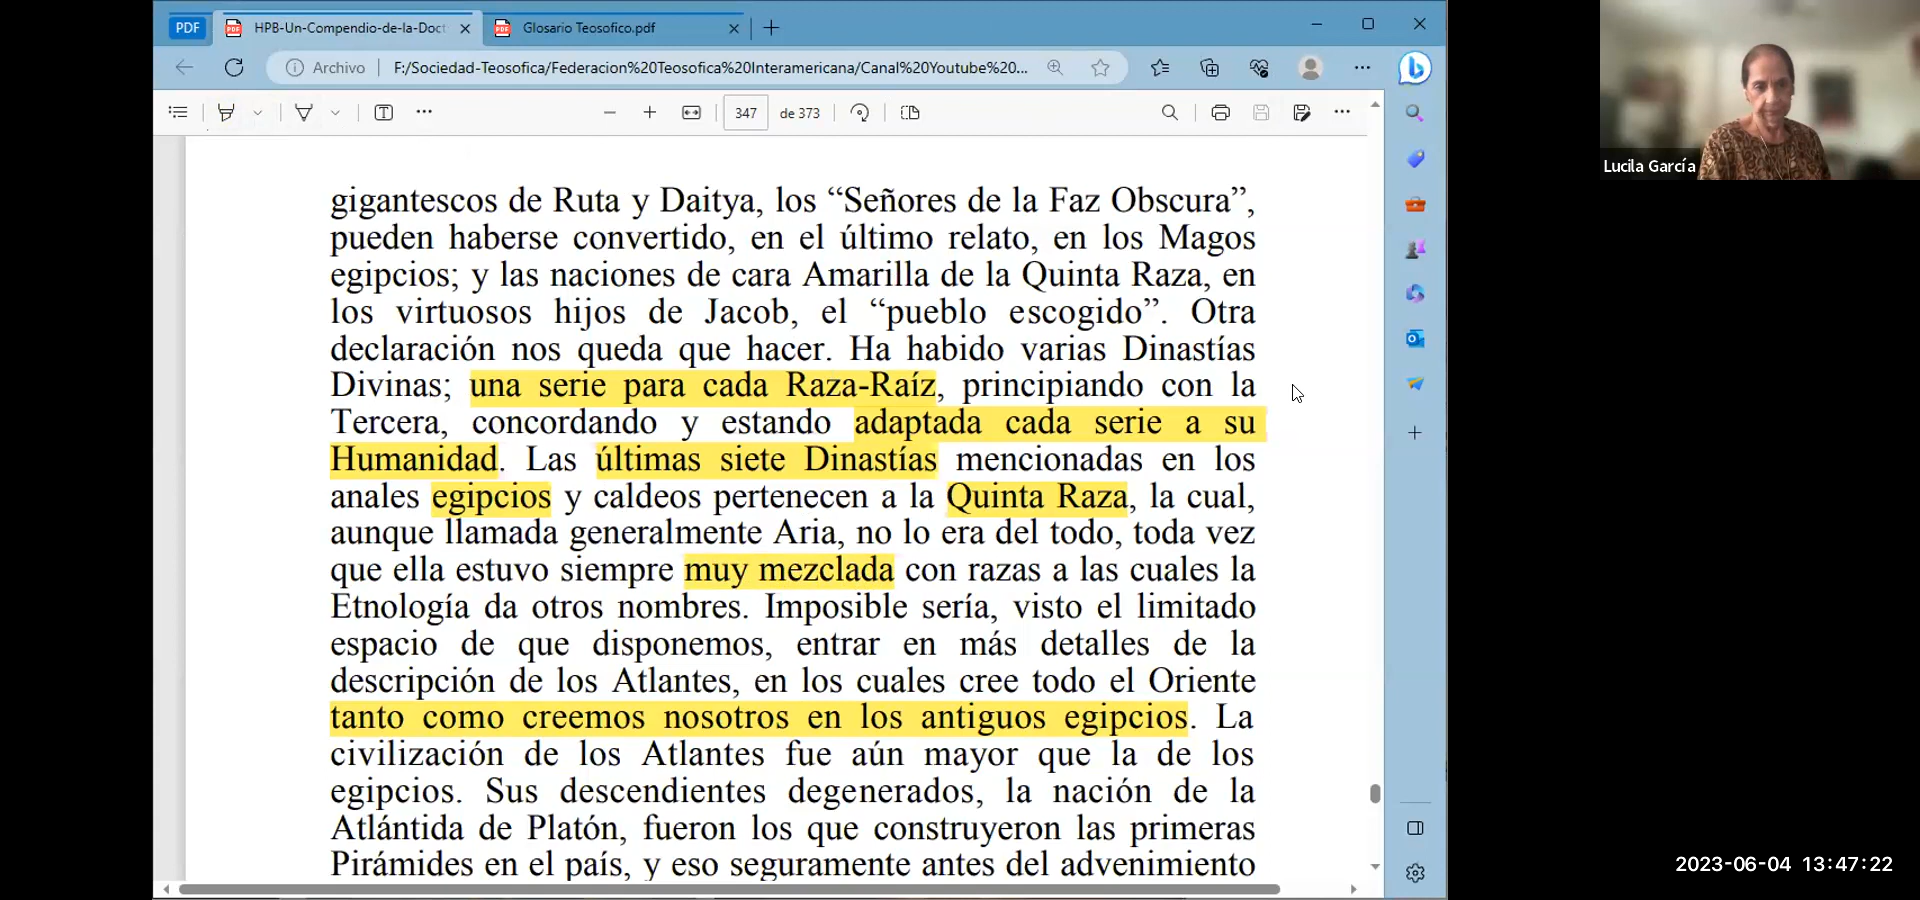 PDF
HPB-Un-Compendio-de-la-Doct
Glosario Teosofico.pdf
Archivo
F:/Sociedad-Teosofica/Federacion%20Teosofica%20Interamericana/Canal%20Youtube%20...
347
de 373
gigantescos de Ruta y Daitya, los “Señores de la Faz Obscura”,
pueden haberse convertido, en el último relato, en los Magos
egipcios; y las naciones de cara Amarilla de la Quinta Raza, en
los virtuosos hijos de Jacob, el “pueblo escogido”. Otra
declaración nos queda que hacer. Ha habido varias Dinastías
Divinas; una serie para cada Raza-Raíz, principiando con la
Tercera, concordando y estando adaptada cada serie a su
Humanidad. Las últimas siete Dinastías mencionadas en los
anales egipcios y caldeos pertenecen a la Quinta Raza, la cual,
aunque llamada generalmente Aria, no lo era del todo, toda vez
que ella estuvo siempre muy mezclada con razas a las cuales la
Etnología da otros nombres. Imposible sería, visto el limitado
espacio de que disponemos, entrar en más detalles de la
descripción de los Atlantes, en los cuales cree todo el Oriente
tanto como creemos nosotros en los antiguos egipcios. La
civilización de los Atlantes fue aún mayor que la de los
egipcios. Sus descendientes degenerados, la nación de la
Atlántida de Platón, fueron los que construyeron las primeras
Pirámides en el país, y eso seguramente antes del advenimiento
Lucila García
2023-06-04 13:47:22